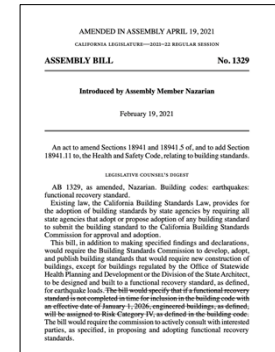 AMENDED IN ASSEMBLY APRIL 19, 2021
CALIFORNIA LEGISLATURE—2021–22 REGULAR SESSION
ASSEMBLY BILL No. 1329
Introduced by Assembly Member Nazarian
February 19, 2021
An act to amend Sections 18941 and 18941.5 of, and to add Section
18941.11 to, the Health and Safety Code, relating to building standards.
LEGISLATIVE COUNSEL'S DIGEST
AB 1329, as amended, Nazarian. Building codes: earthquakes:
functional recovery standard.
Existing law, the California Building Standards Law, provides for
the adoption of building standards by state agencies by requiring all
state agencies that adopt or propose adoption of any building standard
to submit the building standard to the California Building Standards
Commission for approval and adoption.
This bill, in addition to making specified findings and declarations,
would require the Building Standards Commission to develop, adopt,
and publish building standards that would require new construction of
buildings, except for buildings regulated by the Office of Statewide
Health Planning and Development or the Division of the State Architect,
to be designed and built to a functional recovery standard, as defined,
for earthquake loads. The bill would specify that if a functional recovery
standard is not completed in time for inclusion in the building code with
an effective date of January 1, 2026, engineered buildings, as defined,
will be assigned to Risk Category IV, as defined in the building code.
The bill would require the commission to actively consult with interested
parties, as specified, in proposing and adopting functional recovery
standards.